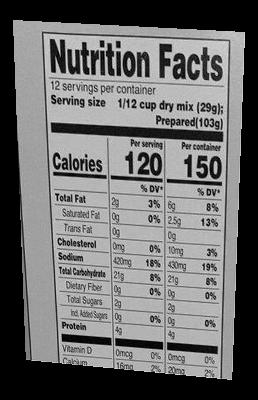 Nutrition Facts
12 servings per container
Serving size 1/12 cup dry mix (29g);
Prepared(103g)
Per serving Per container
Calories 120 150
% DV* % DV*
Total Fat 2g 3% 6g 8%
Saturated Fat 0g 0% 2.5g 13%
Trans Fat 0g 0g
Cholesterol 0mg 0% 10mg 3%
Sodium 420mg 18% 430mg 19%
Total Carbohydrate 21g 8% 21g 8%
Dietary Fiber 0g 0% 0g 0%
Total Sugars 2g 2g
Incl. Added Sugars 0g 0% 0g 0%
Protein 4g 4g
Vitamin D 0mcg 0% 0mcg 0%
Calcium 16mg 2% 20mg 2%